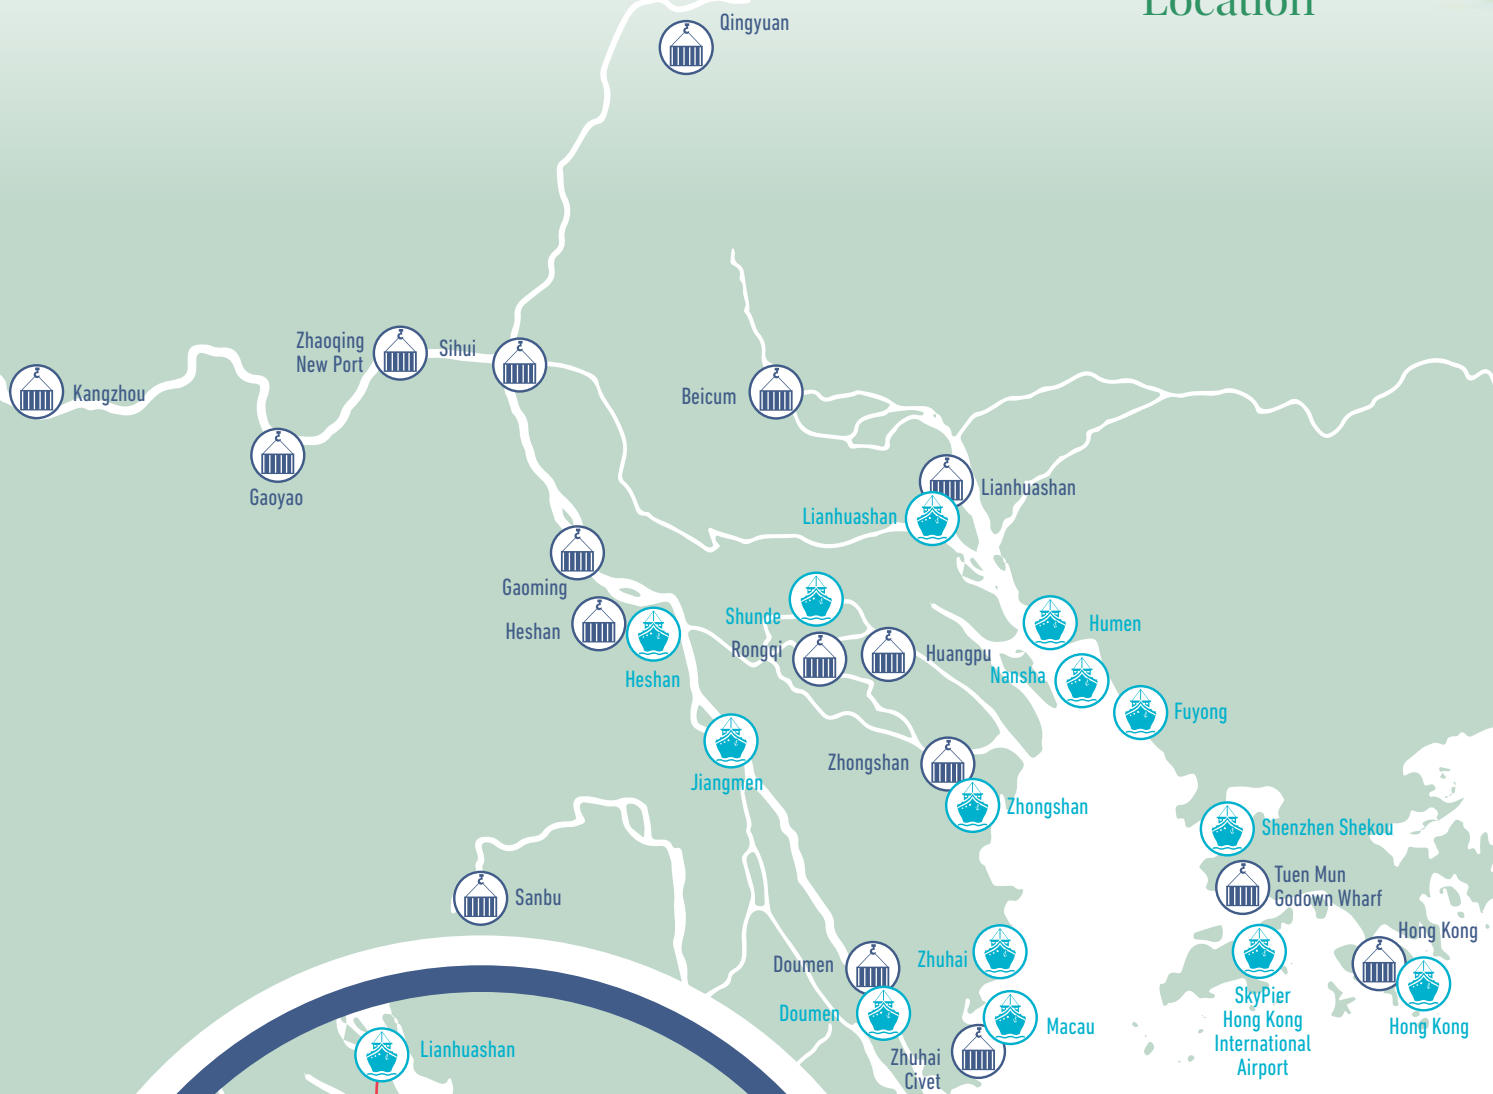 Location
Qingyuan
Zhaoqing
New Port
Sihui
Kangzhou
Beicum
Gaoyao
Lianhuashan
Lianhuashan
Gaoming
Heshan
Heshan
Shunde
Rongqi
Huangpu
Humen
Nansha
Fuyong
Jiangmen
Zhongshan
Zhongshan
Shenzhen Shekou
Tuen Mun
Godown Wharf
Sanbu
Hong Kong
Hong Kong
Doumen
Doumen
Zhuhai
Macau
SkyPier
Hong Kong
International
Airport
Zhuhai
Civet
Lianhuashan